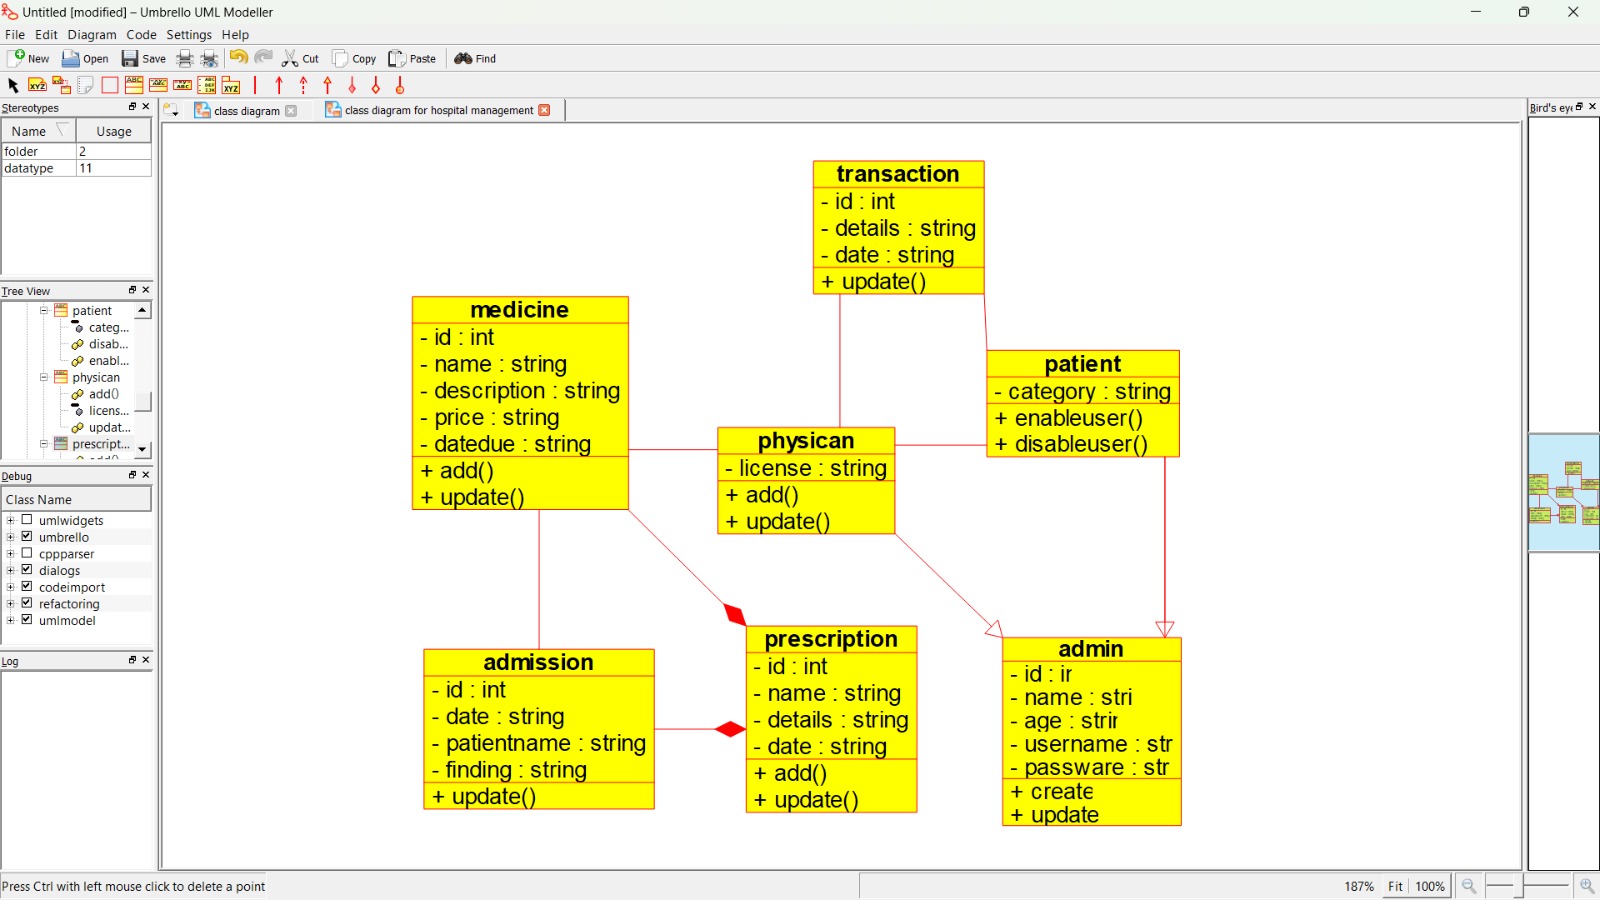 Untitled [modified] – Umbrello UML Modeller
File Edit Diagram Code Settings Help
New Open Save Cut Copy Paste Find
Stereotypes
Name Usage
folder 2
datatype 11
Tree View
patient
categ...
disab...
enabl...
physican
add()
licens...
updat...
prescript...
Debug
Class Name
umlwidgets
umbrello
cppparser
dialogs
codeimport
refactoring
umlmodel
Log
class diagram
class diagram for hospital management
Bird's eye
transaction
- id : int
- details : string
- date : string
+ update()
medicine
- id : int
- name : string
- description : string
- price : string
- datedue : string
+ add()
+ update()
patient
- category : string
+ enableuser()
+ disableuser()
physican
- license : string
+ add()
+ update()
admission
- id : int
- date : string
- patientname : string
- finding : string
+ update()
prescription
- id : int
- name : string
- details : string
- date : string
+ add()
+ update()
admin
- id : ir
- name : stri
- age : strir
- username : str
- passware : str
+ create
+ update
Press Ctrl with left mouse click to delete a point
187% Fit 100%